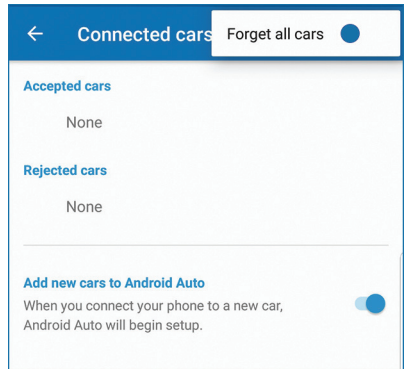 Connected cars
Forget all cars
Accepted cars
None
Rejected cars
None
Add new cars to Android Auto
When you connect your phone to a new car,
Android Auto will begin setup.